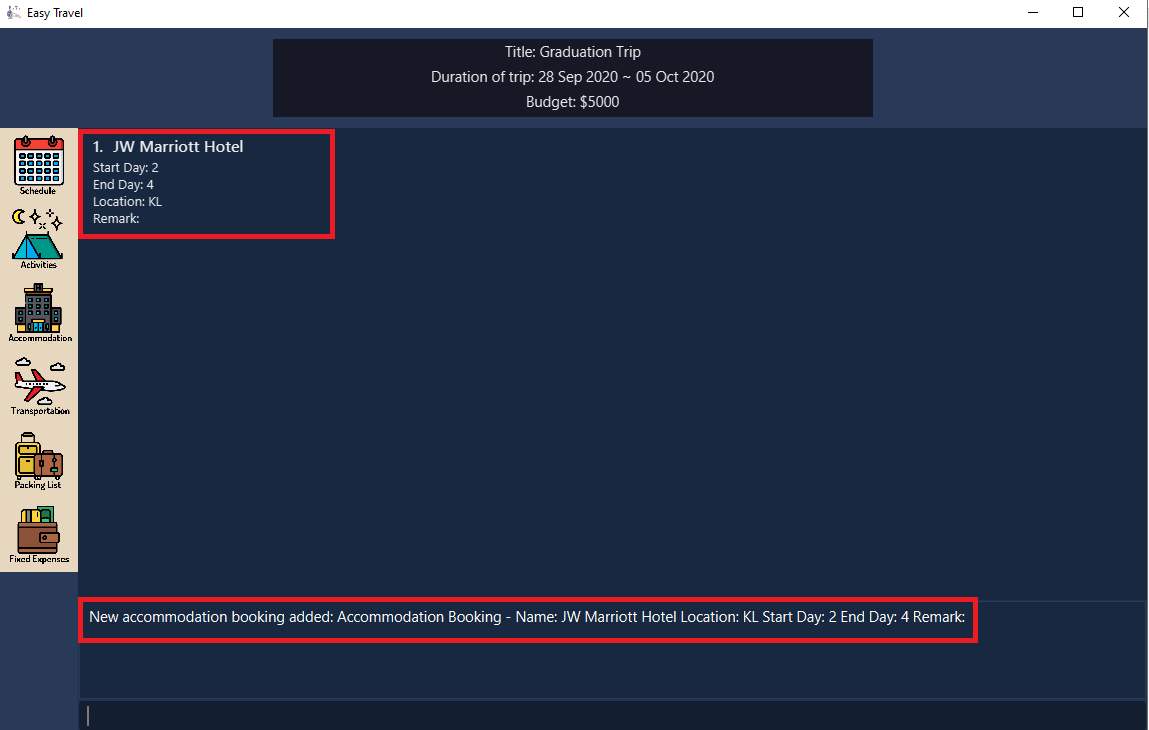 Easy Travel
Title: Graduation Trip
Duration of trip: 28 Sep 2020 ~ 05 Oct 2020
Budget: $5000
Schedule
Activities
Accommodation
Transportation
Packing List
Fixed Expenses
1. JW Marriott Hotel
Start Day: 2
End Day: 4
Location: KL
Remark:
New accommodation booking added: Accommodation Booking - Name: JW Marriott Hotel Location: KL Start Day: 2 End Day: 4 Remark: